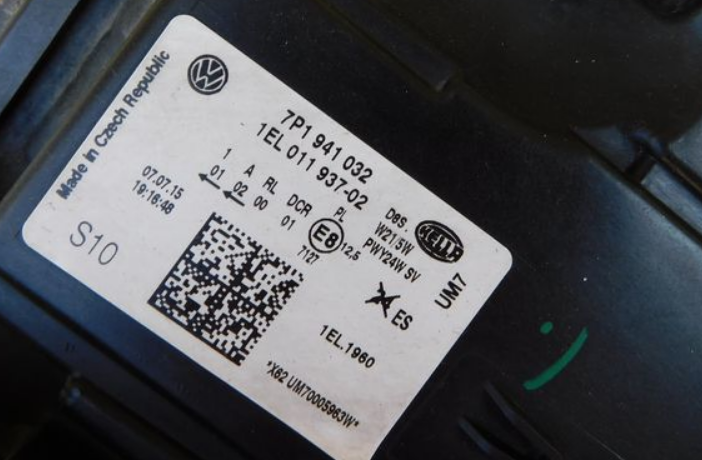 Made in Czech Republic
7P1 941 032
1EL 011 937-02
1 A RL DCR PL D8S
01 02 00 01 E8 12,5 W21/5W
7127 PWY24W SV
HELLA
UM7
07.07.15
19:16:48
S10
ES
1EL.1960
*X62 UM70005963W*